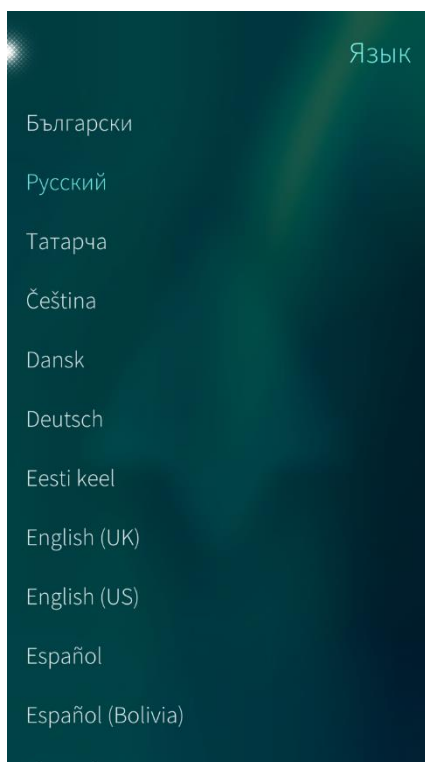 Язык
Български
Русский
Татарча
Čeština
Dansk
Deutsch
Eesti keel
English (UK)
English (US)
Español
Español (Bolivia)